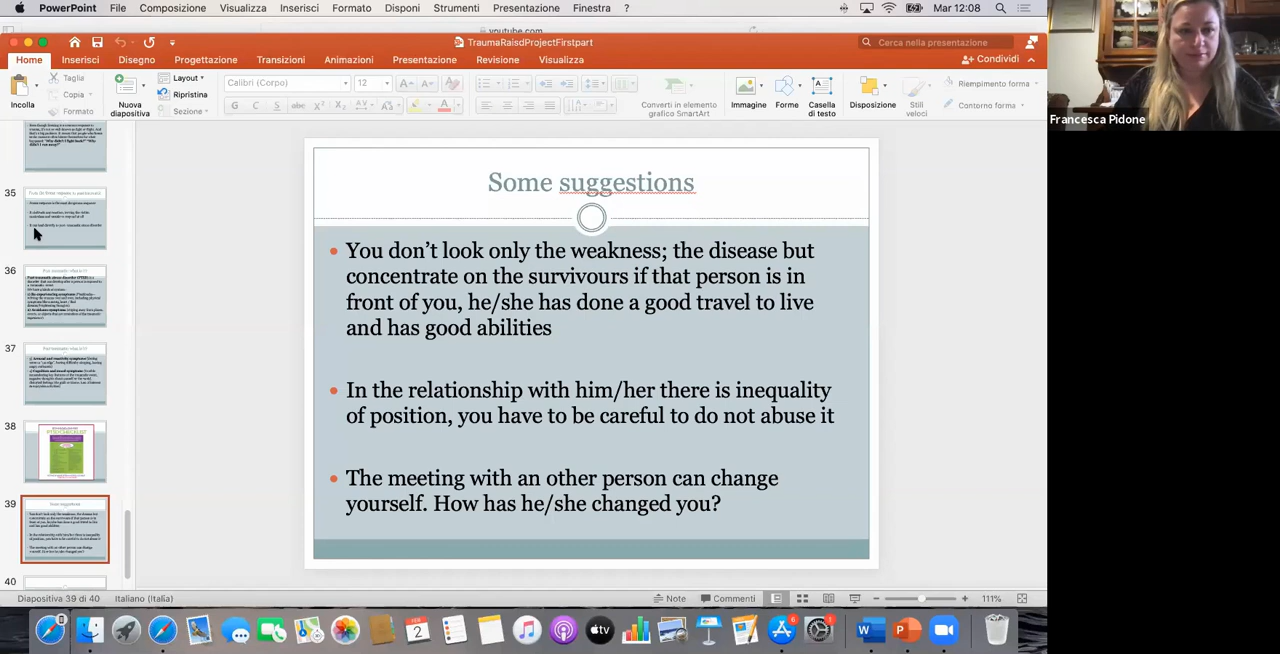 PowerPoint File Composizione Visualizza Inserisci Formato Disponi Strumenti Presentazione Finestra ? Mar 12:08
youtube.com
TraumaRaisdProjectFirstpart
Cerca nella presentazione
Home Inserisci Disegno Progettazione Transizioni Animazioni Presentazione Revisione Visualizza Condividi
Incolla
Taglia
Copia
Formato
Nuova diapositiva
Layout
Ripristina
Sezione
Calibri (Corpo) 12
Converti in elemento grafico SmartArt
Immagine
Forme
Casella di testo
Disposizione
Stili veloci
Riempimento forma
Contorno forma
Francesca Pidone
35
36
37
38
39
40
Some suggestions
You don't look only the weakness; the disease but
concentrate on the survivours if that person is in
front of you, he/she has done a good travel to live
and has good abilities
In the relationship with him/her there is inequality
of position, you have to be careful to do not abuse it
The meeting with an other person can change
yourself. How has he/she changed you?
Diapositiva 39 di 40 Italiano (Italia) Note Commenti 111%
FEB
2